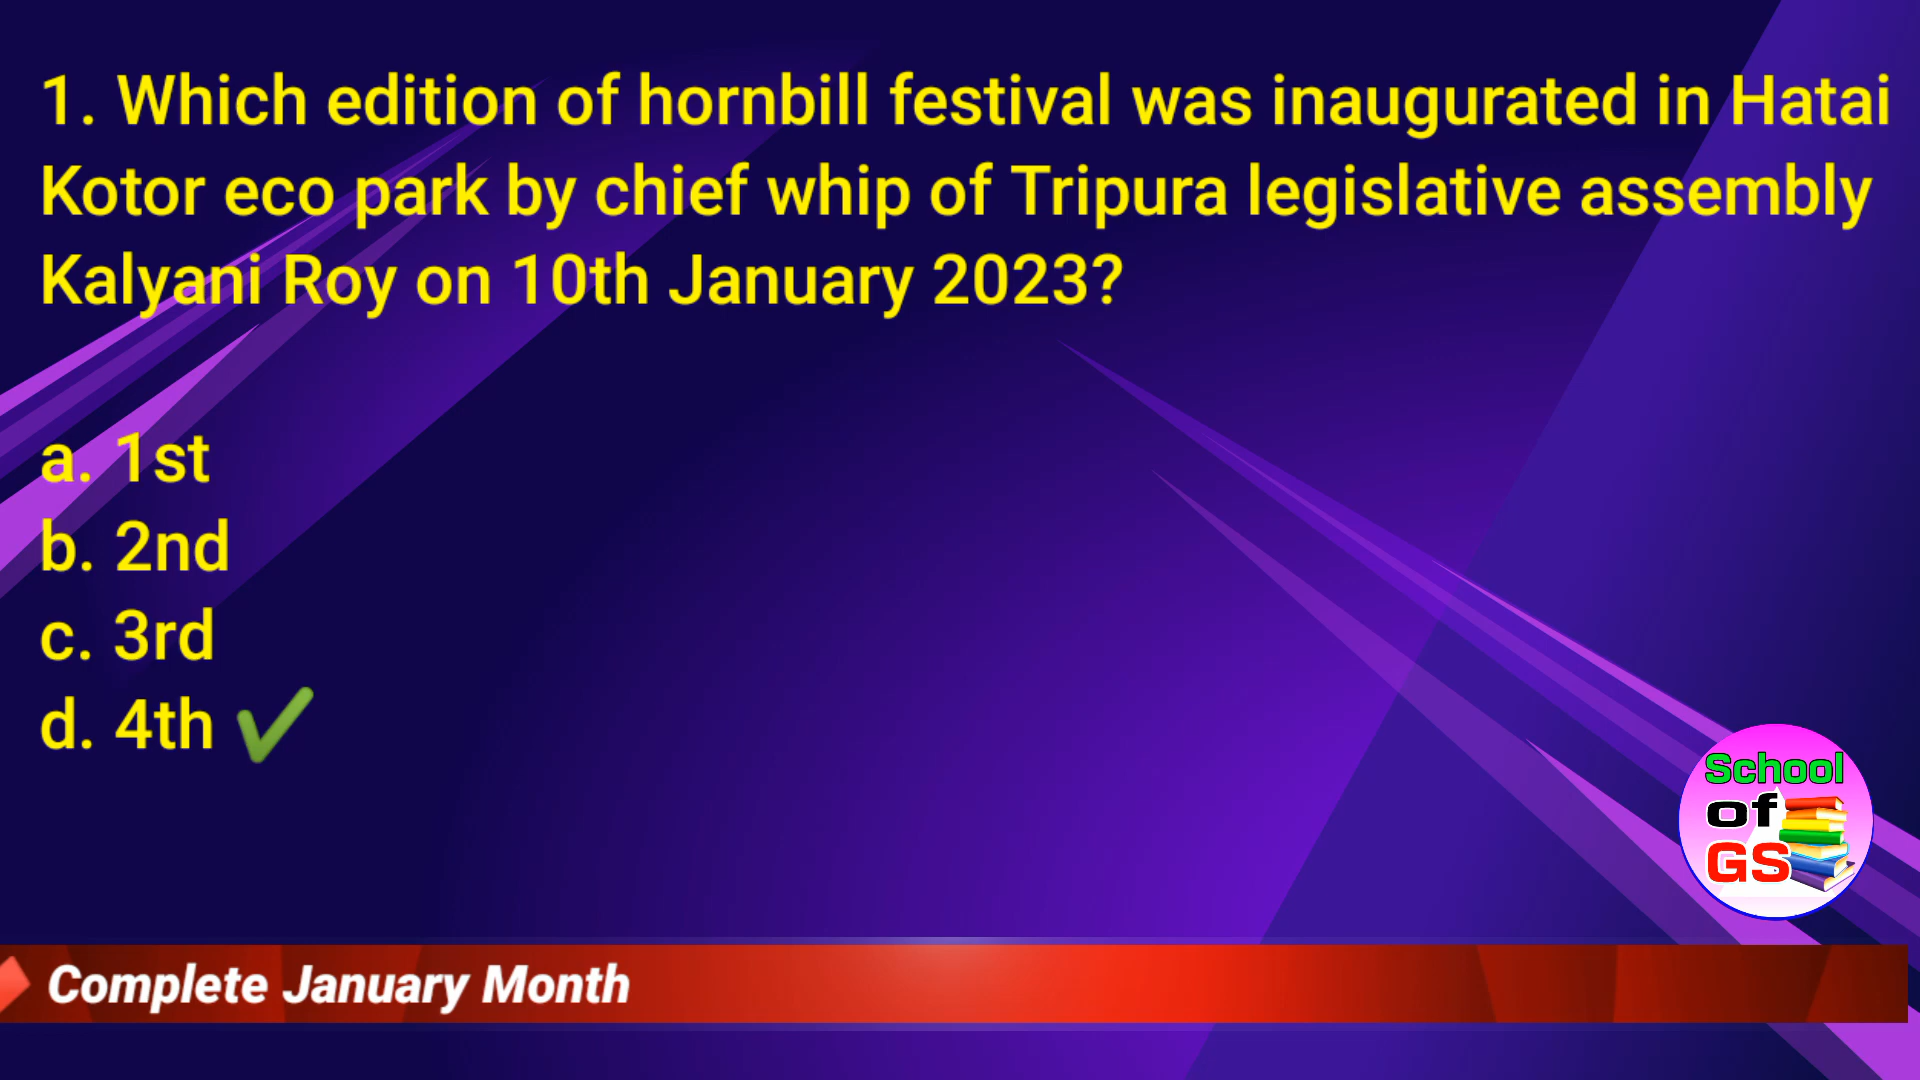 1. Which edition of hornbill festival was inaugurated in Hatai
Kotor eco park by chief whip of Tripura legislative assembly
Kalyani Roy on 10th January 2023?
a. 1st
b. 2nd
c. 3rd
d. 4th ✔
School
of
GS
Complete January Month